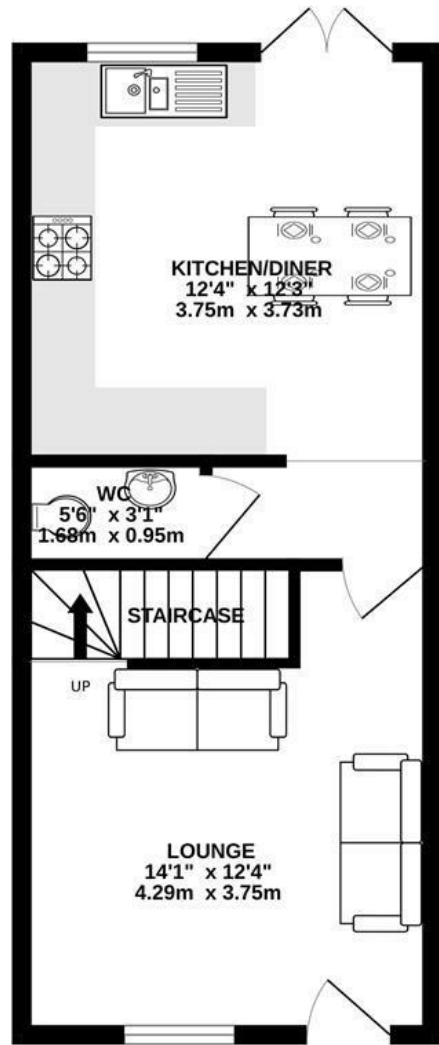 KITCHEN/DINER
12'4" x 12'3"
3.75m x 3.73m
WC
5'6" x 3'1"
1.68m x 0.95m
STAIRCASE
UP
LOUNGE
14'1" x 12'4"
4.29m x 3.75m